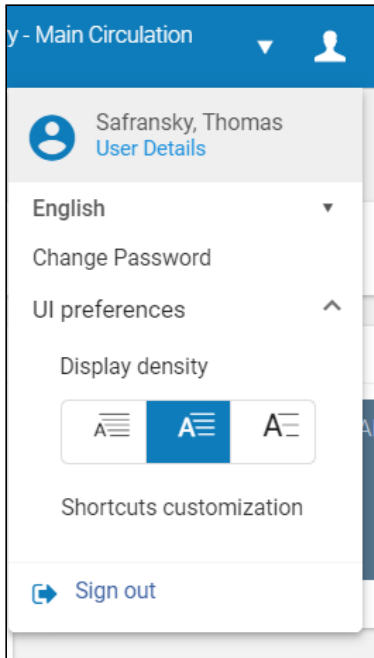 y - Main Circulation
Safransky, Thomas
User Details
English
Change Password
UI preferences
Display density
A A A
Shortcuts customization
Sign out